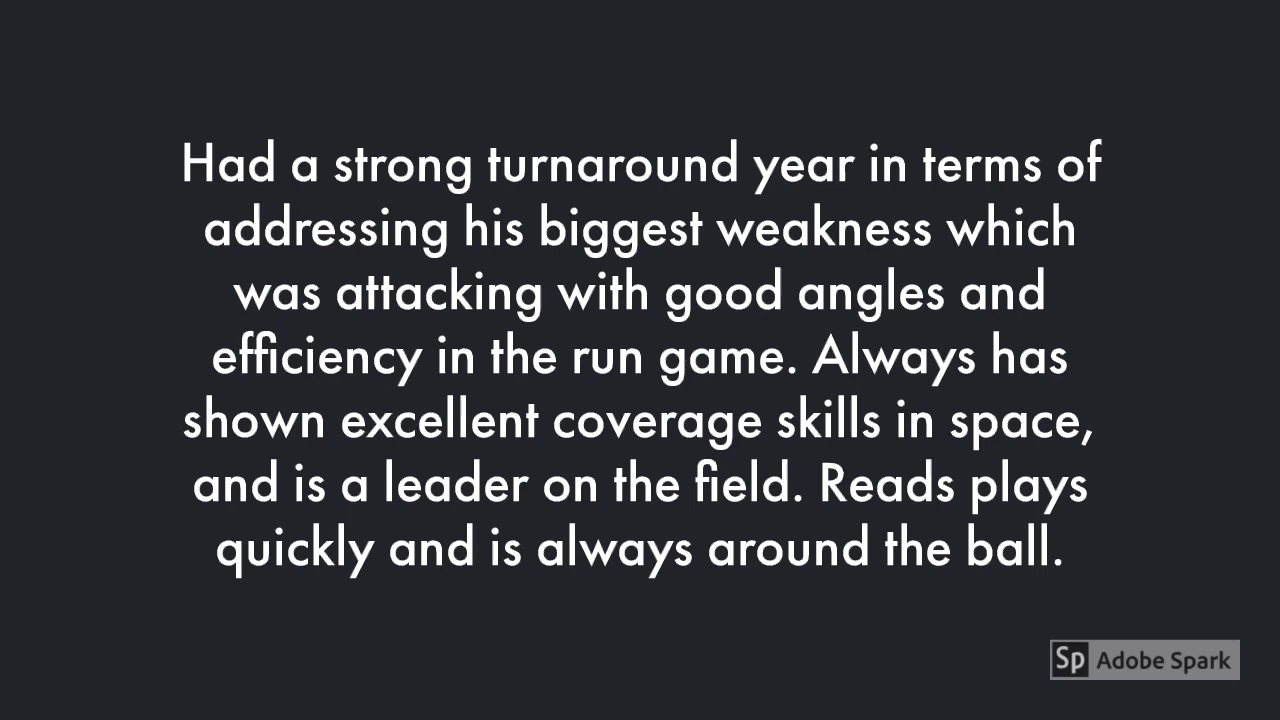 Had a strong turnaround year in terms of
addressing his biggest weakness which
was attacking with good angles and
efficiency in the run game. Always has
shown excellent coverage skills in space,
and is a leader on the field. Reads plays
quickly and is always around the ball.
Sp Adobe Spark